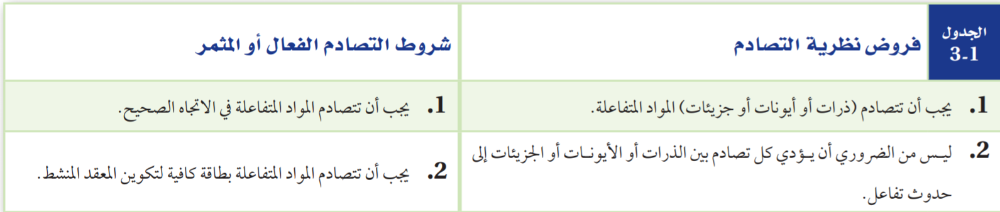 الجدول
3-1
فروض نظرية التصادم
شروط التصادم الفعال أو المثمر
1. يجب أن تتصادم (ذرات أو أيونات أو جزيئات) المواد المتفاعلة.
1. يجب أن تتصادم المواد المتفاعلة في الاتجاه الصحيح.
2. ليس من الضروري أن يؤدي كل تصادم بين الذرات أو الأيونات أو الجزيئات إلى
حدوث تفاعل.
2. يجب أن تتصادم المواد المتفاعلة بطاقة كافية لتكوين المعقد المنشط.